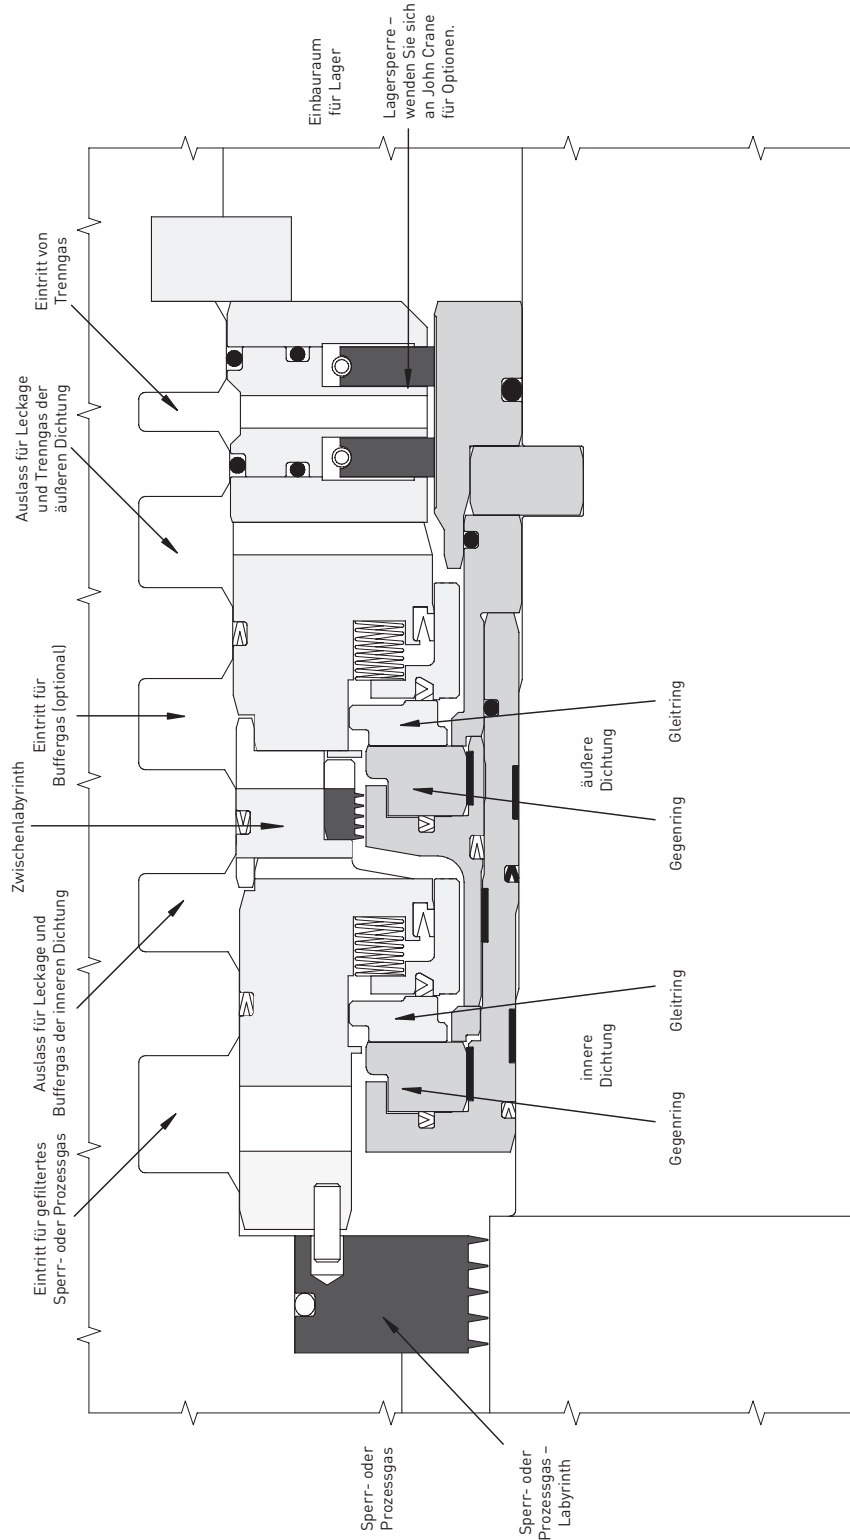 Eintritt für gefiltertes
Sperr- oder Prozessgas
Auslass für Leckage und
Buffergas der inneren Dichtung
Zwischenlabyrinth
Eintritt für
Buffergas (optional)
Auslass für Leckage
und Trenngas der
äußeren Dichtung
Eintritt von
Trenngas
Einbauraum
für Lager
Lagersperre –
wenden Sie sich
an John Crane
für Optionen.
Sperr- oder
Prozessgas
Sperr- oder
Prozessgas –
Labyrinth
Gegenring
innere
Dichtung
Gleitring
Gegenring
äußere
Dichtung
Gleitring